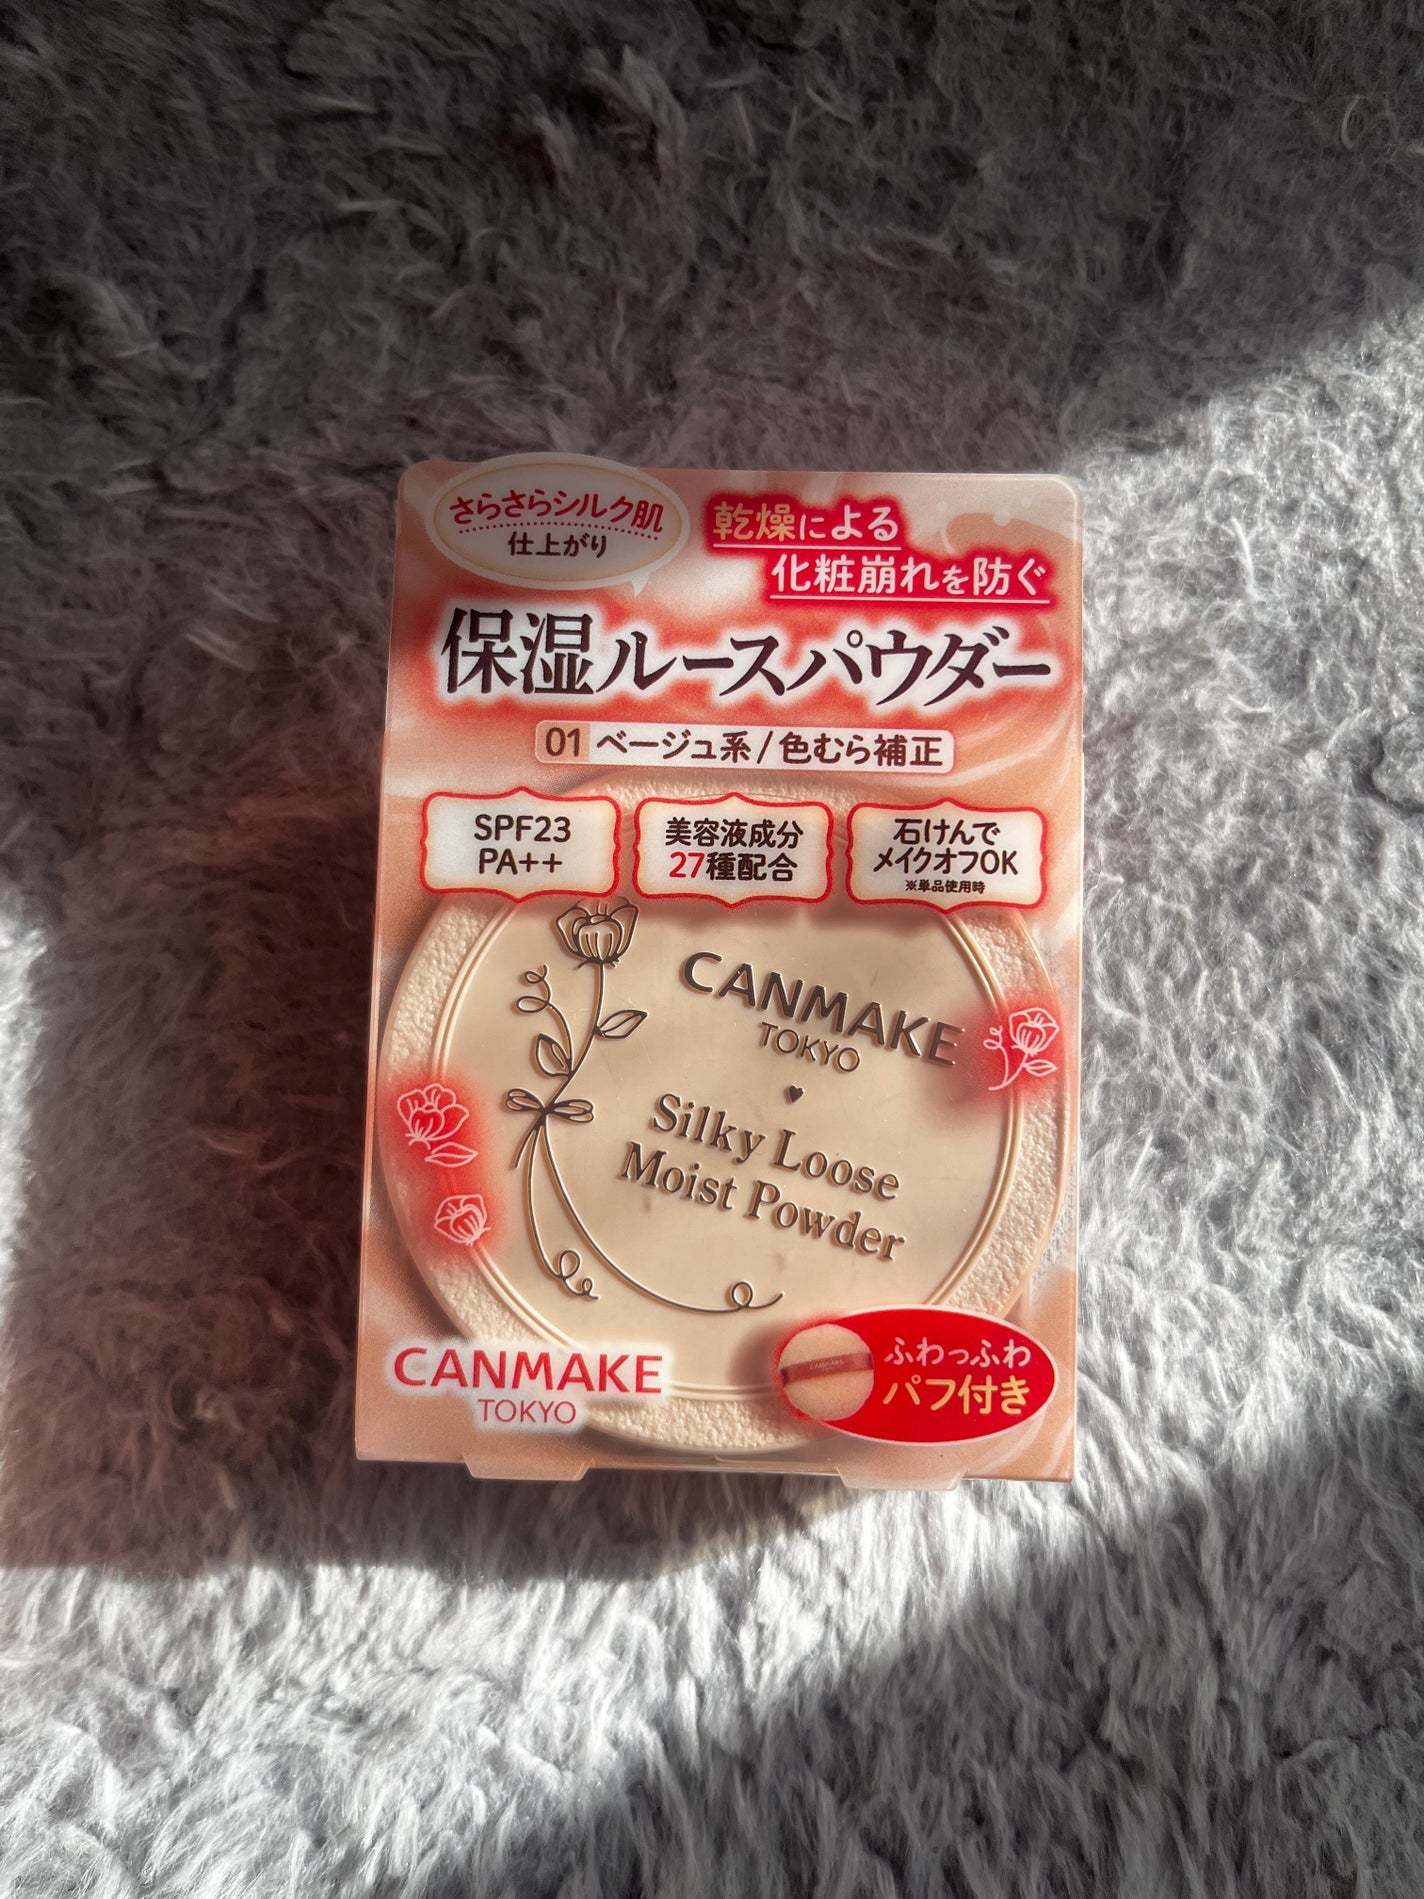 さらさらシルク肌
仕上がり
乾燥による
化粧崩れを防ぐ
保湿ルースパウダー
01 ベージュ系/色むら補正
SPF23
PA++
美容液成分
27種配合
石けんで
メイクオフOK
※単品使用時
CANMAKE
TOKYO
Silky Loose
Moist Powder
CANMAKE
TOKYO
CANMAKE
ふわっふわ
パフ付き